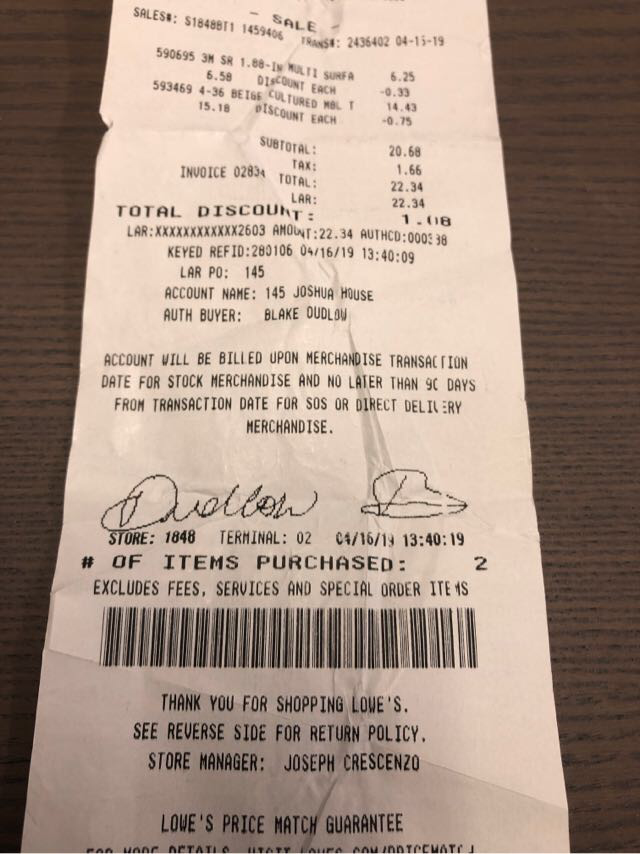 - SALE -
SALES#: S1848BT1 1459406 TRANS#: 2436402 04-15-19
590695 3M SR 1.88-IN MULTI SURFA 6.25
6.58 DISCOUNT EACH -0.33
593469 4-36 BEIGE CULTURED MBL T 14.43
15.18 DISCOUNT EACH -0.75
SUBTOTAL: 20.68
TAX: 1.66
INVOICE 02834 TOTAL: 22.34
LAR: 22.34
TOTAL DISCOUNT: 1.08
LAR:XXXXXXXXXXXX2603 AMOUNT:22.34 AUTHCD:000338
KEYED REFID:280106 04/16/19 13:40:09
LAR PO: 145
ACCOUNT NAME: 145 JOSHUA HOUSE
AUTH BUYER: BLAKE DUDLOW
ACCOUNT WILL BE BILLED UPON MERCHANDISE TRANSACTION
DATE FOR STOCK MERCHANDISE AND NO LATER THAN 90 DAYS
FROM TRANSACTION DATE FOR SOS OR DIRECT DELIVERY
MERCHANDISE.
Dudlow
STORE: 1848 TERMINAL: 02 04/16/19 13:40:19
# OF ITEMS PURCHASED: 2
EXCLUDES FEES, SERVICES AND SPECIAL ORDER ITEMS
THANK YOU FOR SHOPPING LOWE'S.
SEE REVERSE SIDE FOR RETURN POLICY.
STORE MANAGER: JOSEPH CRESCENZO
LOWE'S PRICE MATCH GUARANTEE
FOR MORE DETAILS, VISIT LOWES.COM/PRICEMATCH